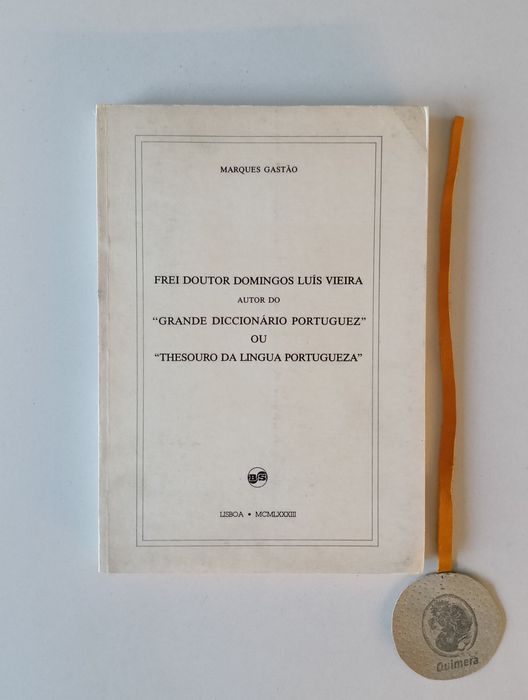 MARQUES GASTÃO
FREI DOUTOR DOMINGOS LUÍS VIEIRA
AUTOR DO
“GRANDE DICCIONÁRIO PORTUGUEZ”
OU
“THESOURO DA LINGUA PORTUGUEZA”
BS
LISBOA • MCMLXXXIII
Quimera